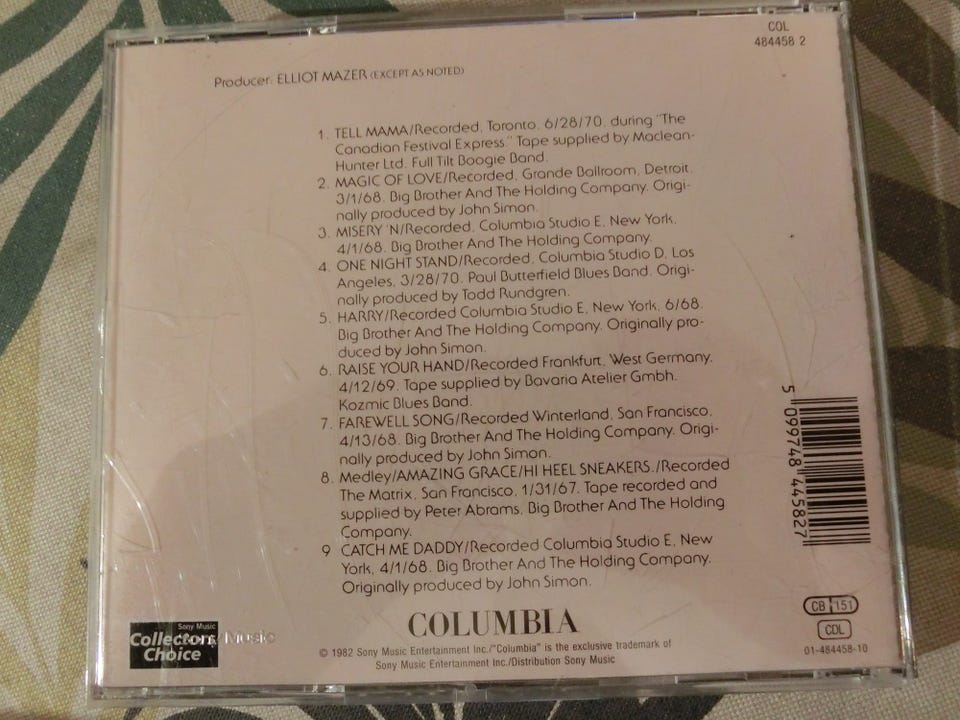 COL
484458 2
Producer: ELLIOT MAZER (EXCEPT AS NOTED)
1. TELL MAMA/Recorded, Toronto, 6/28/70, during "The
Canadian Festival Express." Tape supplied by Maclean-
Hunter Ltd. Full Tilt Boogie Band.
2. MAGIC OF LOVE/Recorded, Grande Ballroom, Detroit,
3/1/68. Big Brother And The Holding Company. Origi-
nally produced by John Simon.
3. MISERY 'N/Recorded, Columbia Studio E, New York,
4/1/68. Big Brother And The Holding Company.
4. ONE NIGHT STAND/Recorded, Columbia Studio D, Los
Angeles, 3/28/70. Paul Butterfield Blues Band. Origi-
nally produced by Todd Rundgren.
5. HARRY/Recorded Columbia Studio E, New York, 6/68.
Big Brother And The Holding Company. Originally pro-
duced by John Simon.
6. RAISE YOUR HAND/Recorded Frankfurt, West Germany,
4/12/69. Tape supplied by Bavaria Atelier Gmbh.
Kozmic Blues Band.
7. FAREWELL SONG/Recorded Winterland, San Francisco,
4/13/68. Big Brother And The Holding Company. Origi-
nally produced by John Simon.
8. Medley/AMAZING GRACE/HI HEEL SNEAKERS./Recorded
The Matrix, San Francisco, 1/31/67. Tape recorded and
supplied by Peter Abrams. Big Brother And The Holding
Company.
9 CATCH ME DADDY/Recorded Columbia Studio E, New
York, 4/1/68. Big Brother And The Holding Company.
Originally produced by John Simon.
5 099748 445827
COLUMBIA
© 1982 Sony Music Entertainment Inc./"Columbia" is the exclusive trademark of
Sony Music Entertainment Inc./Distribution Sony Music
Sony Music
Collectors
Choice
Sony Music
CB 151
CDL
01-484458-10